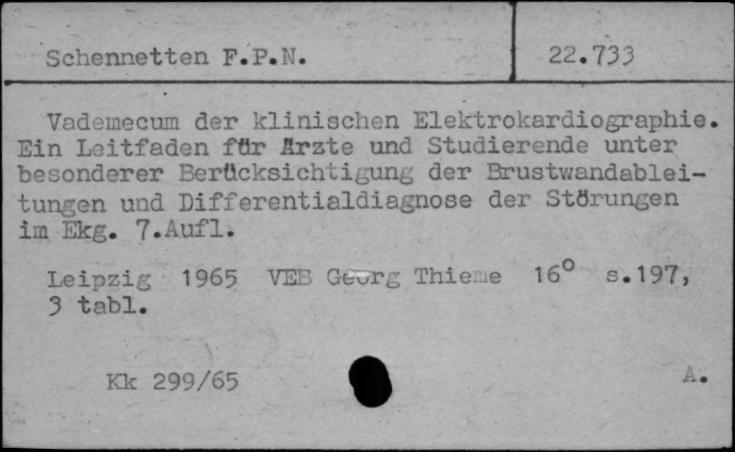 Schennetten F.P.N.
22.733
Vademecum der klinischen Elektrokardiographie.
Ein Leitfaden für Ärzte und Studierende unter
besonderer Berücksichtigung der Brustwandablei-
tungen und Differentialdiagnose der Störungen
im Ekg. 7.Aufl.
Leipzig 1965 VEB Georg Thieme 16° s.197,
3 tabl.
Kk 299/65
A.